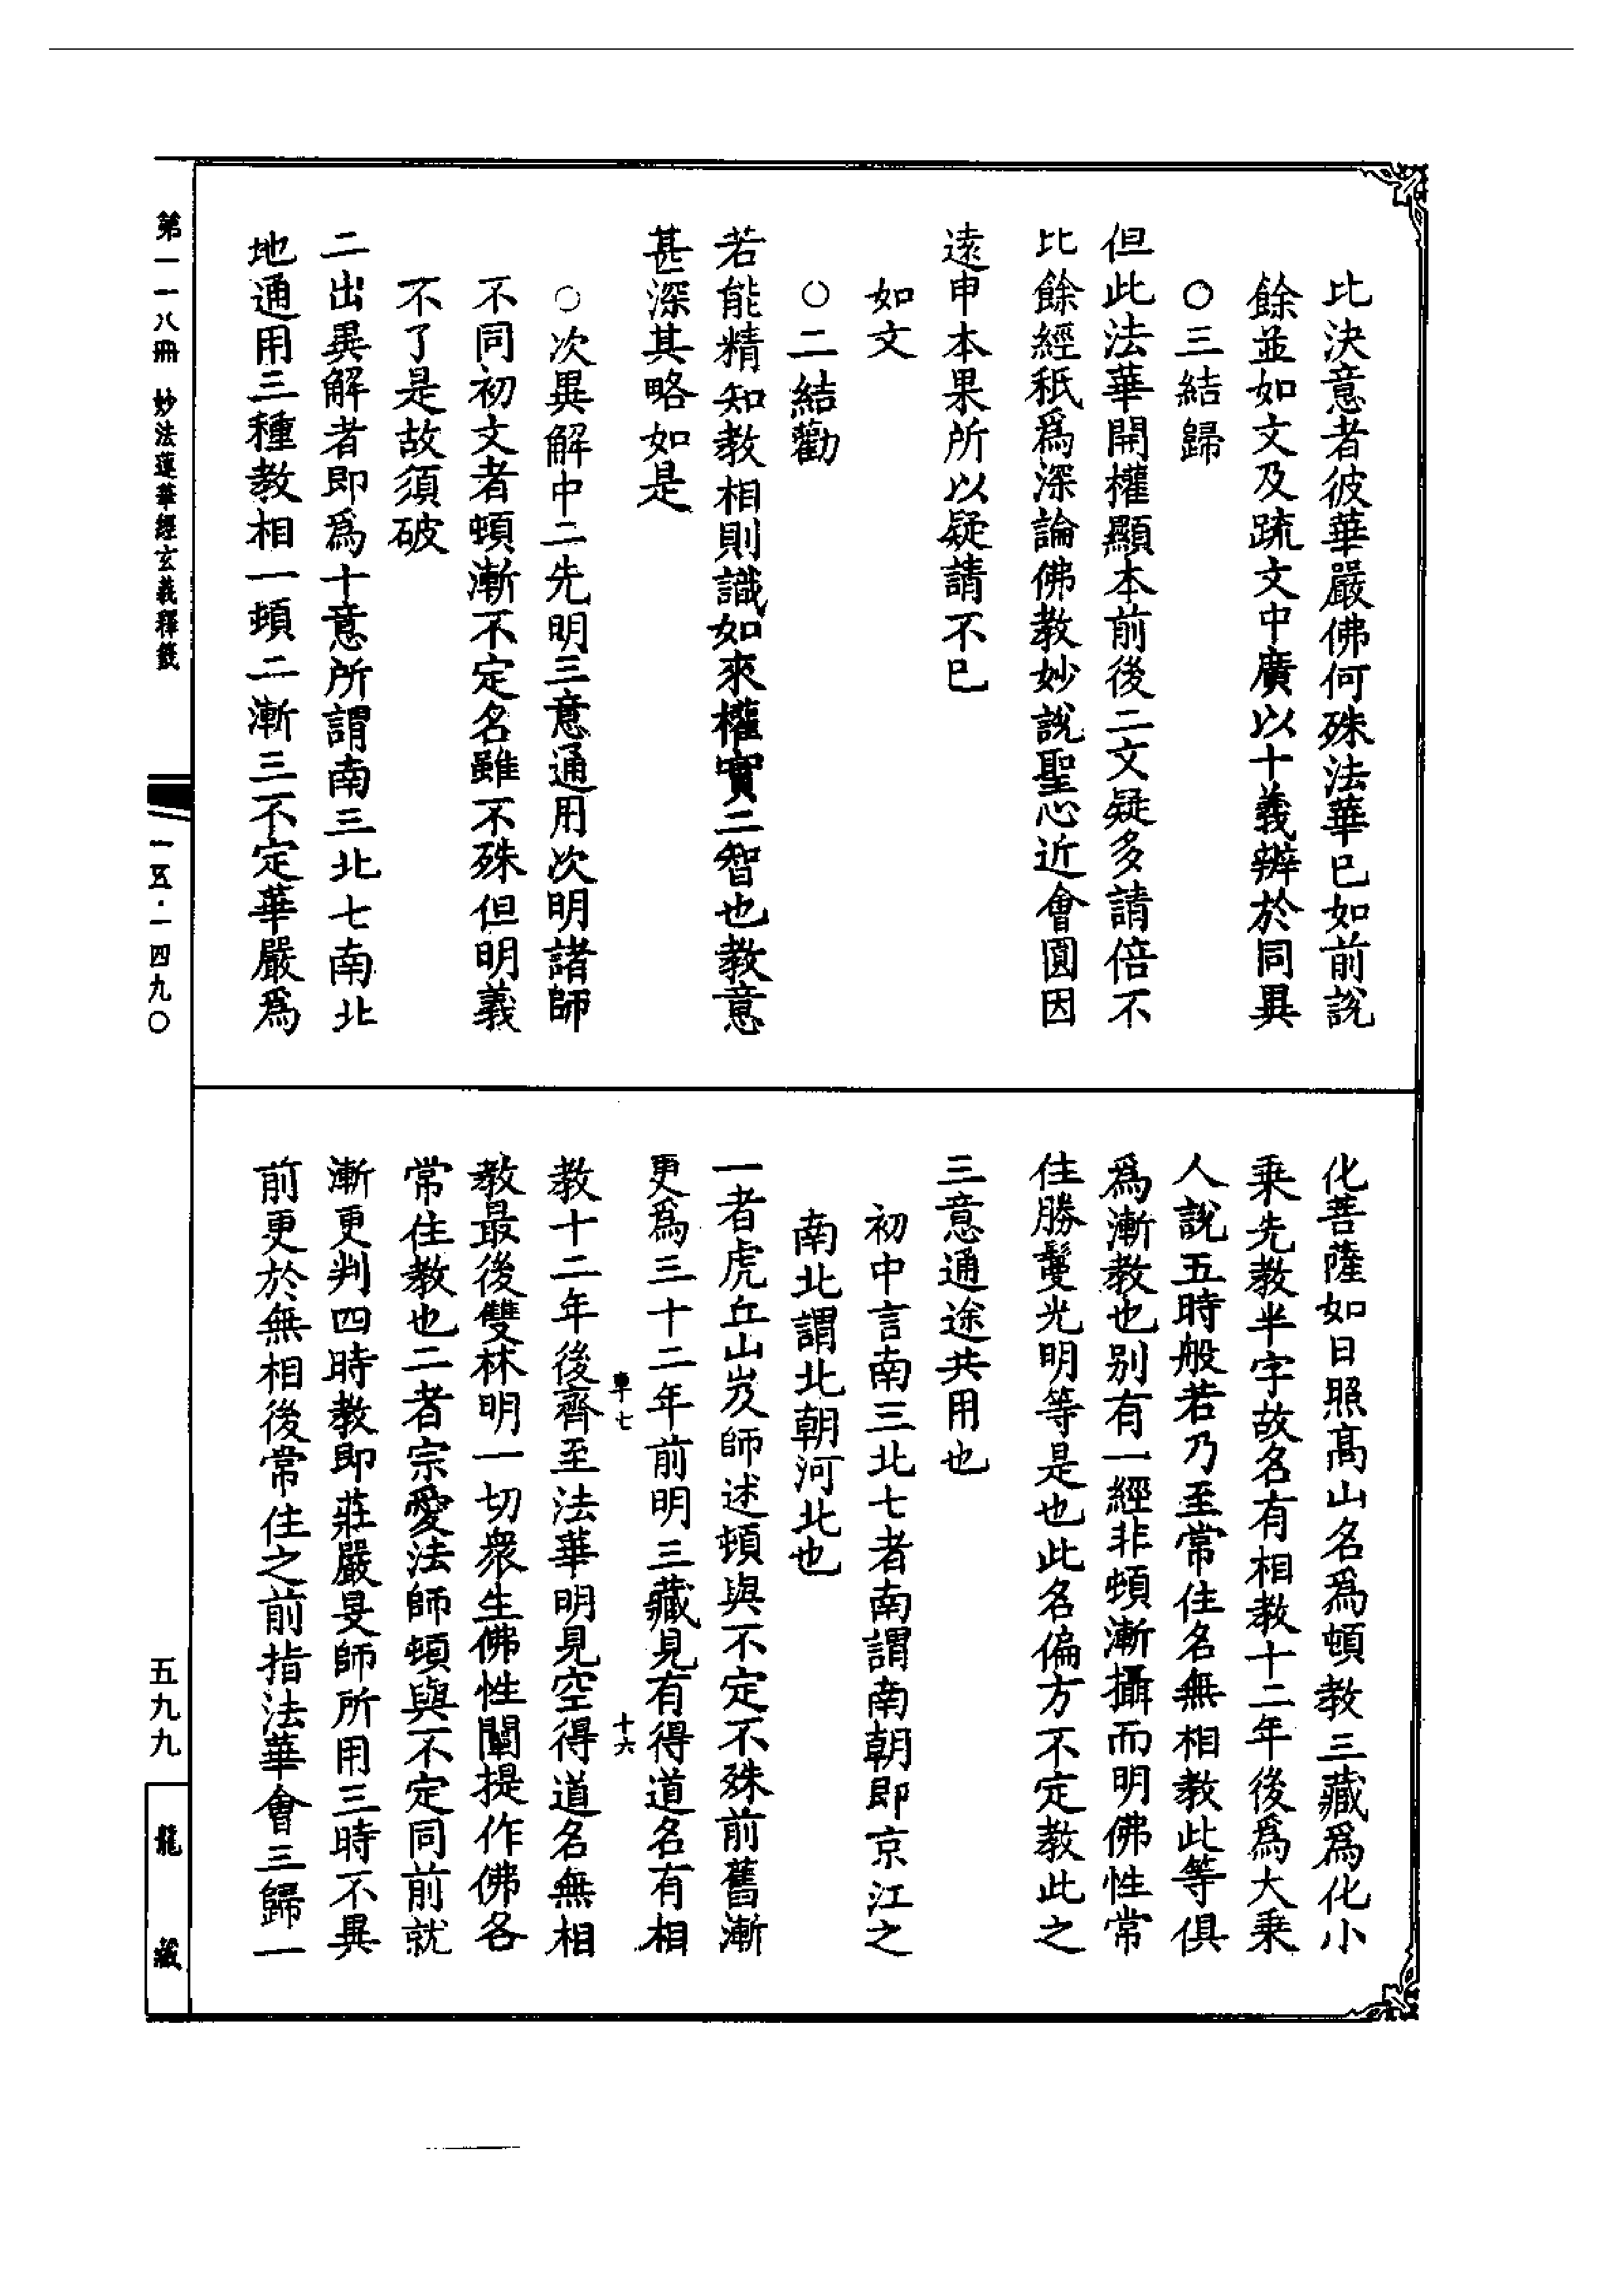 比決意者彼華嚴佛何殊法華已如前說
餘並如文及䟽文中廣以十義辨於同異
○三結歸
但此法華開權顯本前後二文疑多請倍不
比餘經秖爲深論佛教妙說聖心近會圓因
遠申本果所以疑請不已
如文
○二結勸
若能精知教相則識如來權實二智也教意
甚深其略如是
○次異解中二先明三意通用次明諸師
不同初文者頓漸不定名雖不殊但明義
不了是故須破
二出異解者即爲十意所謂南三北七南北
地通用三種教相一頓二漸三不定華嚴爲
化菩薩如日照高山名爲頓教三藏爲化小
乘先教半字故名有相教十二年後爲大乘
人說五時般若乃至常住名無相教此等俱
爲漸教也別有一經非頓漸攝而明佛性常
住勝鬘光明等是也此名偏方不定教此之
三意通途共用也
初中言南三北七者南謂南朝即京江之
南北謂北朝河北也
一者虎丘山岌師述頓與不定不殊前舊漸
更爲三十二年前明三藏見有得道名有相
車七 十六
教十二年後齊至法華明見空得道名無相
教最後雙林明一切衆生佛性闡提作佛名
常住教也二者宗愛法師頓與不定同前就
漸更判四時教即莊嚴旻師所用三時不異
前更於無相後常住之前指法華會三歸一
第一一八冊 妙法蓮華經玄義釋籤
一五·一四九〇
五九九
龍藏